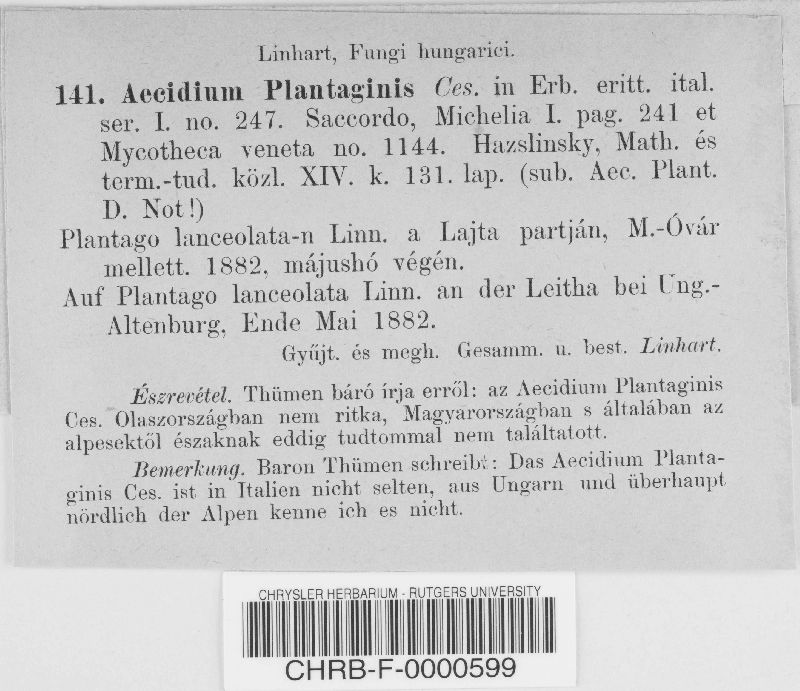 Linhart, Fungi hungarici.
141. Aecidium Plantaginis Ces. in Erb. eritt. ital.
ser. I. no. 247. Saccordo, Michelia I. pag. 241 et
Mycotheca veneta no. 1144. Hazslinsky, Math. és
term.-tud. közl. XIV. k. 131. lap. (sub. Aec. Plant.
D. Not!)
Plantago lanceolata-n Linn. a Lajta partján, M.-Óvár
mellett. 1882, májushó végén.
Auf Plantago lanceolata Linn. an der Leitha bei Ung.-
Altenburg, Ende Mai 1882.
Gyűjt. és megh. Gesamm. u. best. Linhart.
Észrevétel. Thümen báró írja erről: az Aecidium Plantaginis
Ces. Olaszországban nem ritka, Magyarországban s általában az
alpesektől északnak eddig tudtommal nem találtatott.
Bemerkung. Baron Thümen schreibt: Das Aecidium Planta-
ginis Ces. ist in Italien nicht selten, aus Ungarn und überhaupt
nördlich der Alpen kenne ich es nicht.
CHRYSLER HERBARIUM - RUTGERS UNIVERSITY
CHRB-F-0000599